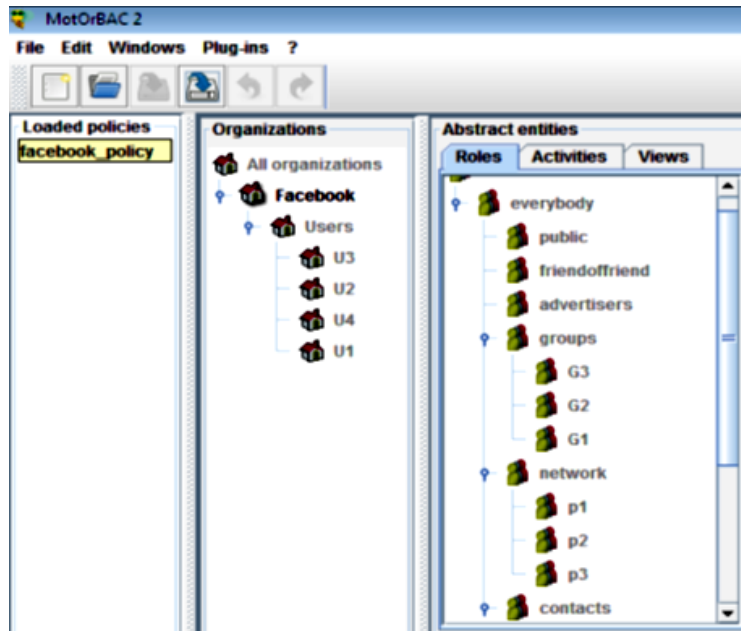 MotOrBAC 2
File Edit Windows Plug-ins ?
Loaded policies
facebook_policy
Organizations
All organizations
Facebook
Users
U3
U2
U4
U1
Abstract entities
Roles Activities Views
everybody
public
friendoffriend
advertisers
groups
G3
G2
G1
network
p1
p2
p3
contacts